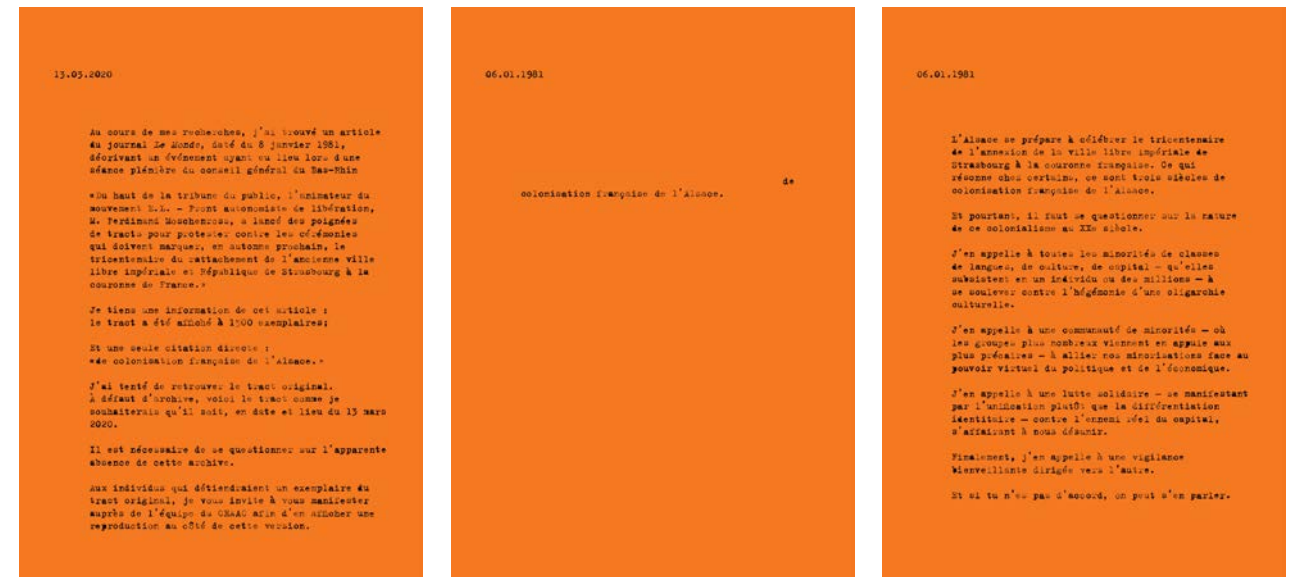 13.03.2020
Au cours de mes recherches, j'ai trouvé un article
du journal Le Monde, daté du 8 janvier 1981,
décrivant un événement ayant eu lieu lors d'une
séance plénière du conseil général du Bas-Rhin
«Du haut de la tribune du public, l'animateur du
mouvement E.L. – Front autonomiste de libération,
M. Ferdinand Moschenross, a lancé des poignées
de tracts pour protester contre les cérémonies
qui doivent marquer, en automne prochain, le
tricentenaire du rattachement de l'ancienne ville
libre impériale et République de Strasbourg à la
couronne de France.»
Je tiens une information de cet article :
le tract a été affiché à 1500 exemplaires;
Et une seule citation directe :
«de colonisation française de l'Alsace.»
J'ai tenté de retrouver le tract original.
À défaut d'archive, voici le tract comme je
souhaiterais qu'il soit, en date et lieu du 13 mars
2020.
Il est nécessaire de se questionner sur l'apparente
absence de cette archive.
Aux individus qui détiendraient un exemplaire du
tract original, je vous invite à vous manifester
auprès de l'équipe du CEAAC afin d'en afficher une
reproduction au côté de cette version.
06.01.1981
de
colonisation française de l'Alsace.
06.01.1981
L'Alsace se prépare à célébrer le tricentenaire
de l'annexion de la ville libre impériale de
Strasbourg à la couronne française. Ce qui
résonne chez certains, ce sont trois siècles de
colonisation française de l'Alsace.
Et pourtant, il faut se questionner sur la nature
de ce colonialisme au XXe siècle.
J'en appelle à toutes les minorités de classes
de langues, de culture, de capital – qu'elles
subsistent en un individu ou des millions – à
se soulever contre l'hégémonie d'une oligarchie
culturelle.
J'en appelle à une communauté de minorités – où
les groupes plus nombreux viennent en appuie aux
plus précaires – à allier nos minorisations face au
pouvoir virtuel du politique et de l'économique.
J'en appelle à une lutte solidaire – se manifestant
par l'unification plutôt que la différentiation
identitaire – contre l'ennemi réel du capital,
s'affairant à nous désunir.
Finalement, j'en appelle à une vigilance
bienveillante dirigée vers l'autre.
Et si tu n'es pas d'accord, on peut s'en parler.